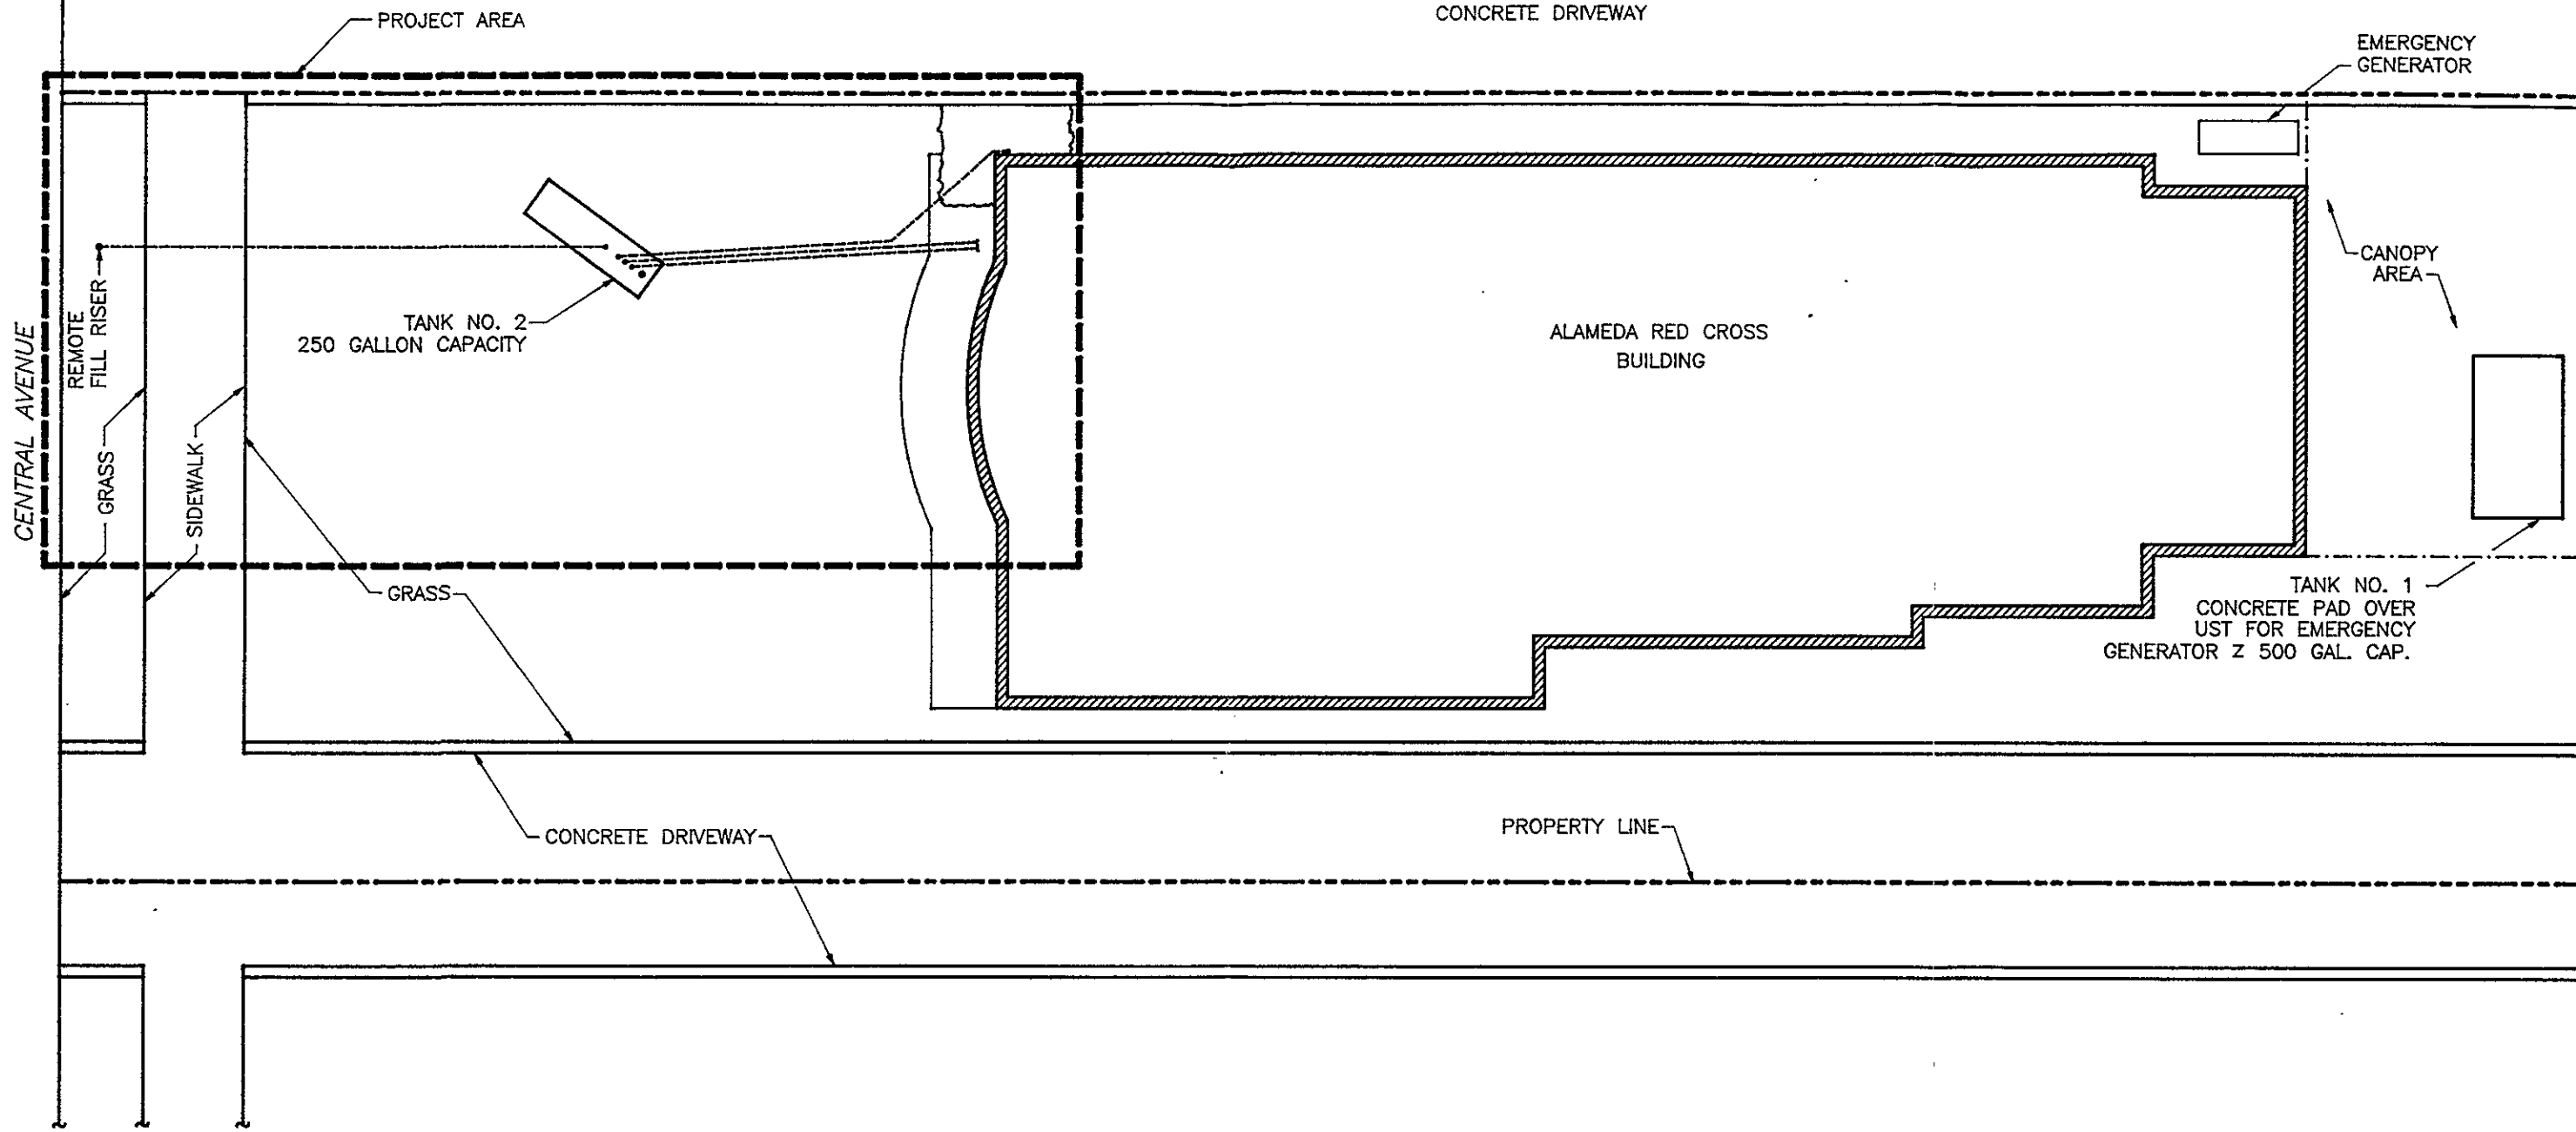 PROJECT AREA
CONCRETE DRIVEWAY
EMERGENCY
GENERATOR
CANOPY
AREA
CENTRAL AVENUE
REMOTE
FILL RISER
GRASS
SIDEWALK
TANK NO. 2
250 GALLON CAPACITY
ALAMEDA RED CROSS
BUILDING
GRASS
TANK NO. 1
CONCRETE PAD OVER
UST FOR EMERGENCY
GENERATOR Z 500 GAL. CAP.
CONCRETE DRIVEWAY
PROPERTY LINE